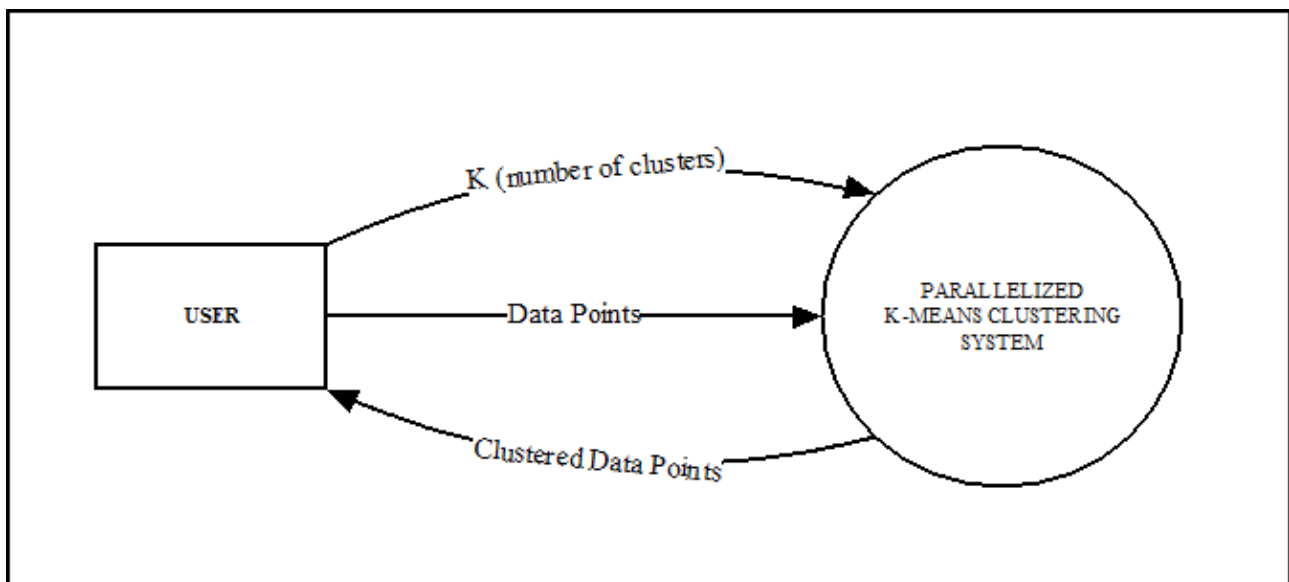 K (number of clusters)
USER
Data Points
PARALLELIZED
K-MEANS CLUSTERING
SYSTEM
Clustered Data Points